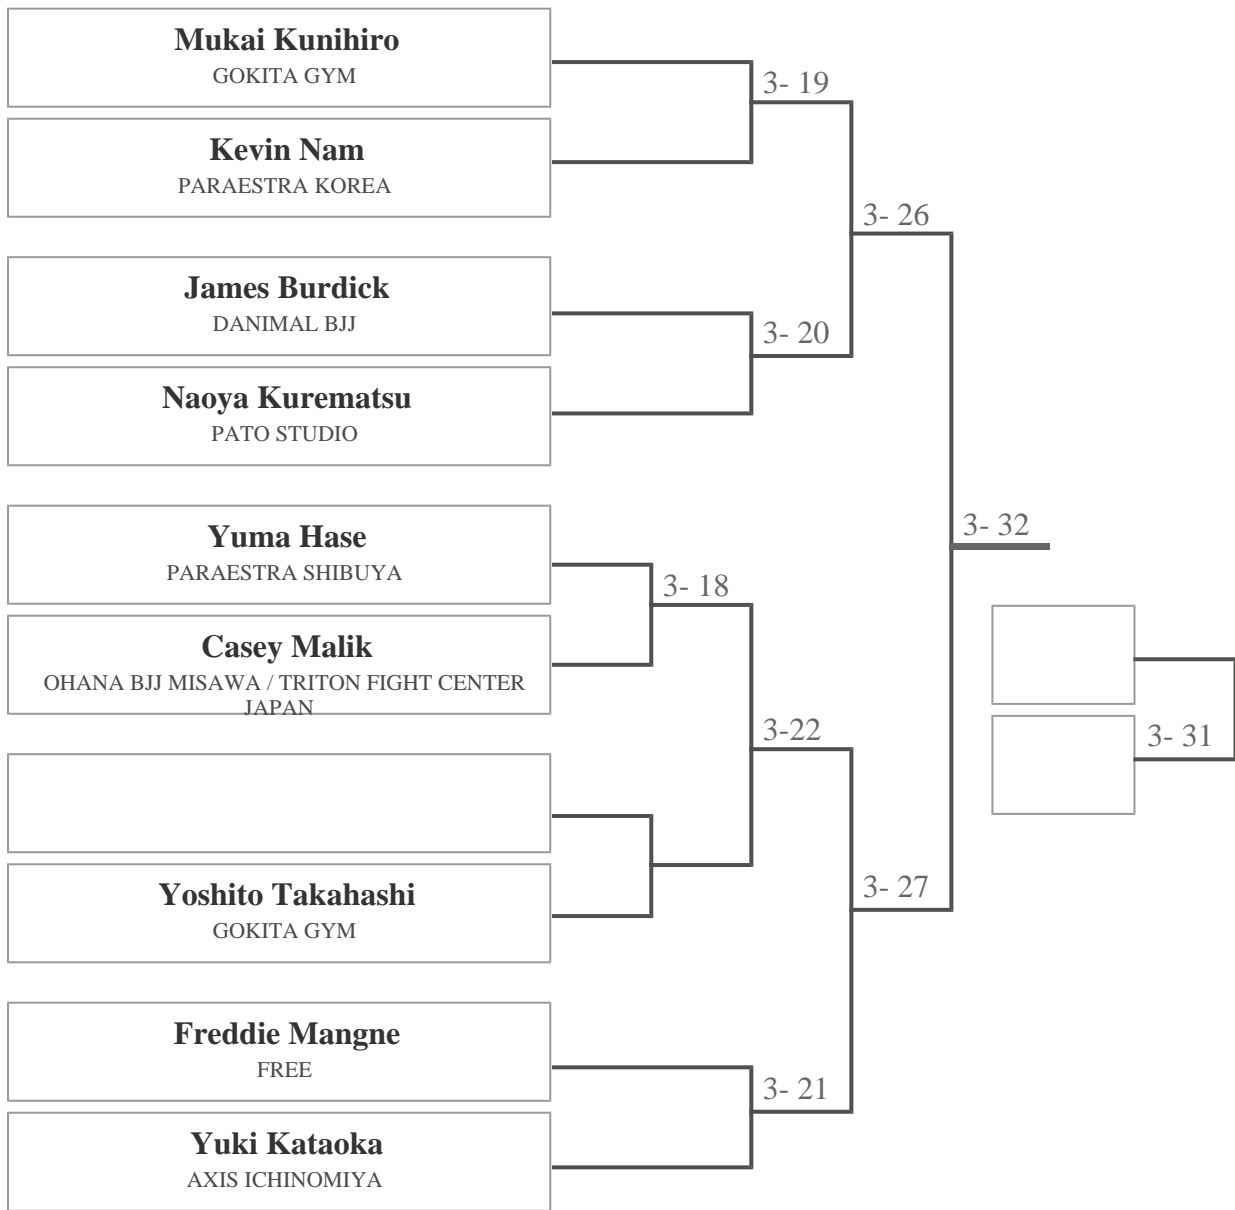 Mukai Kunihiro
GOKITA GYM
3- 19
Kevin Nam
PARAESTRA KOREA
3- 26
James Burdick
DANIMAL BJJ
3- 20
Naoya Kurematsu
PATO STUDIO
Yuma Hase
PARAESTRA SHIBUYA
3- 32
3- 18
Casey Malik
OHANA BJJ MISAWA / TRITON FIGHT CENTER
JAPAN
3-22
3- 31
Yoshito Takahashi
GOKITA GYM
3- 27
Freddie Mangne
FREE
3- 21
Yuki Kataoka
AXIS ICHINOMIYA